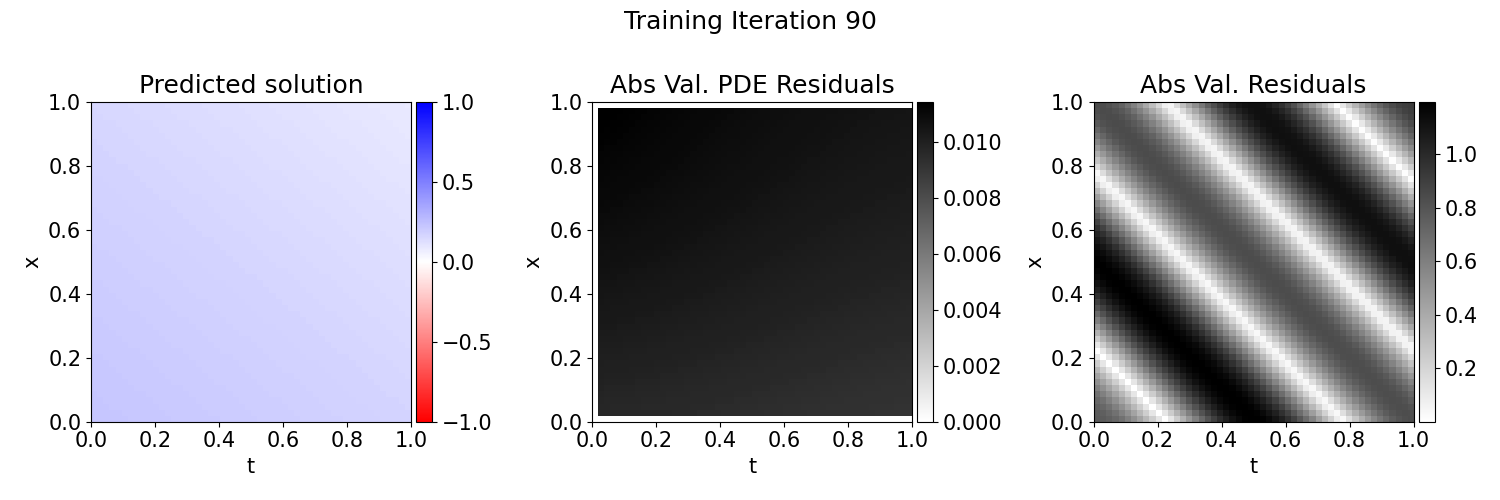 Training Iteration 90
Predicted solution
1.0
0.8
0.6
0.4
0.2
0.0
x
0.0 0.2 0.4 0.6 0.8 1.0
t
1.0
0.5
0.0
−0.5
−1.0
Abs Val. PDE Residuals
1.0
0.8
0.6
0.4
0.2
0.0
x
0.0 0.2 0.4 0.6 0.8 1.0
t
0.010
0.008
0.006
0.004
0.002
0.000
Abs Val. Residuals
1.0
0.8
0.6
0.4
0.2
0.0
x
0.0 0.2 0.4 0.6 0.8 1.0
t
1.0
0.8
0.6
0.4
0.2